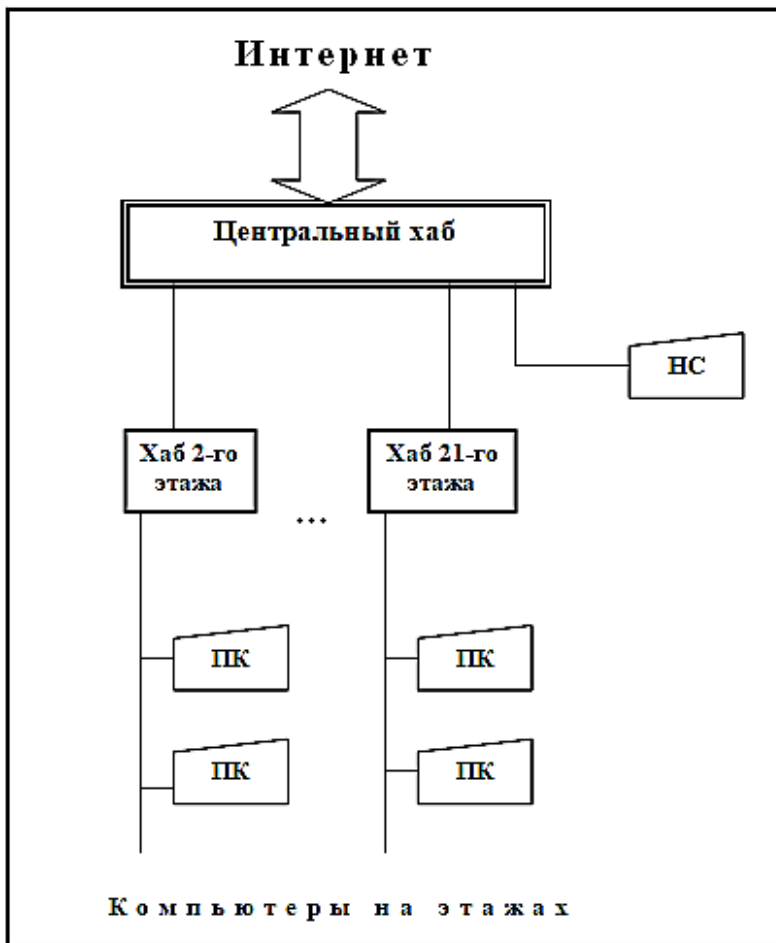 Интернет
Центральный хаб
НС
Хаб 2-го
этажа
...
Хаб 21-го
этажа
ПК
ПК
ПК
ПК
Компьютеры на этажах